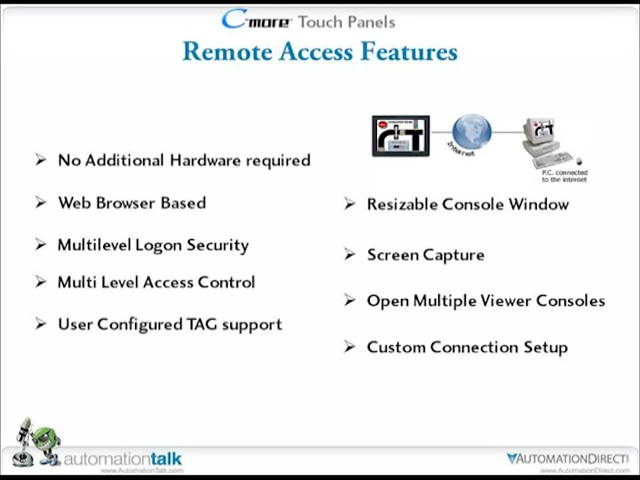 C-more Touch Panels
Remote Access Features
No Additional Hardware required
Web Browser Based
Multilevel Logon Security
Multi Level Access Control
User Configured TAG support
Internet
P.C. connected
to the internet
Resizable Console Window
Screen Capture
Open Multiple Viewer Consoles
Custom Connection Setup
automationtalk
www.AutomationTalk.com
AUTOMATIONDIRECT!
www.AutomationDirect.com